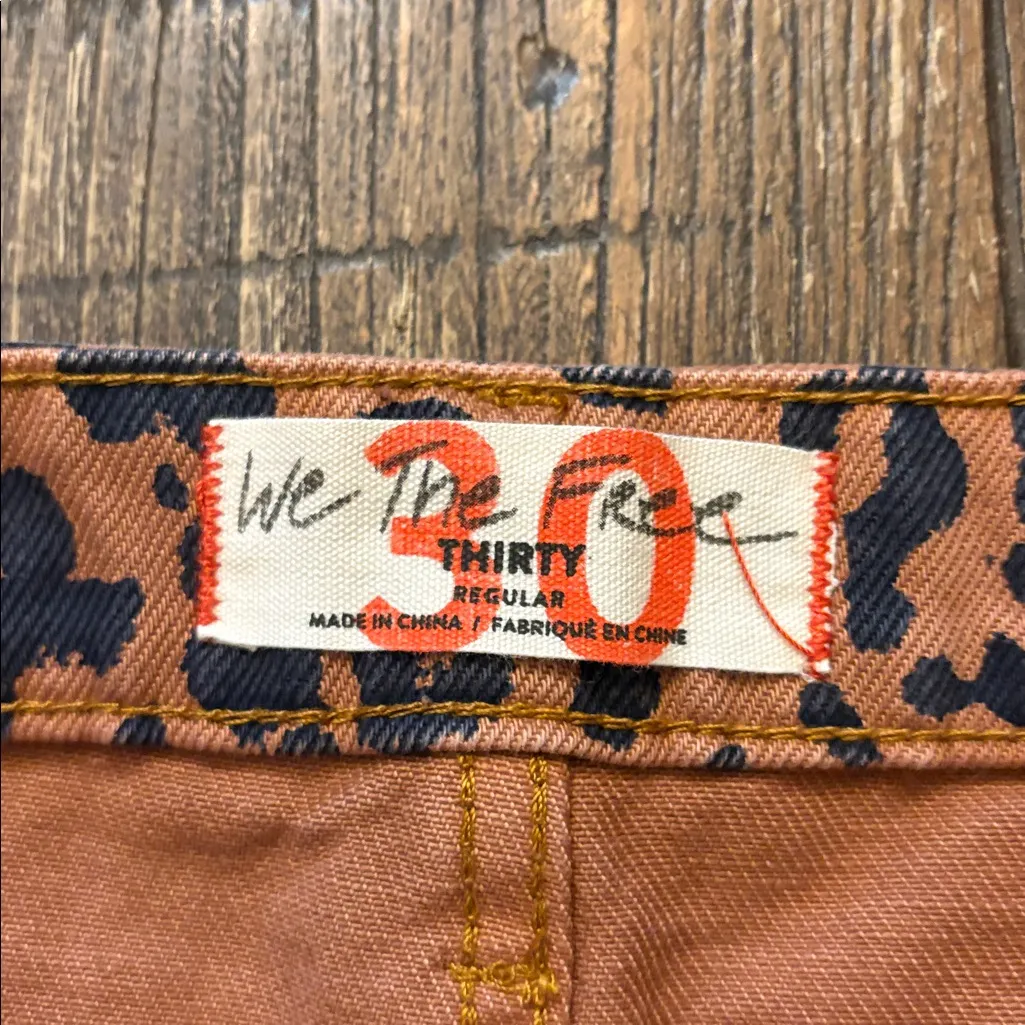 30
We The Free
THIRTY
REGULAR
MADE IN CHINA / FABRIQUÉ EN CHINE